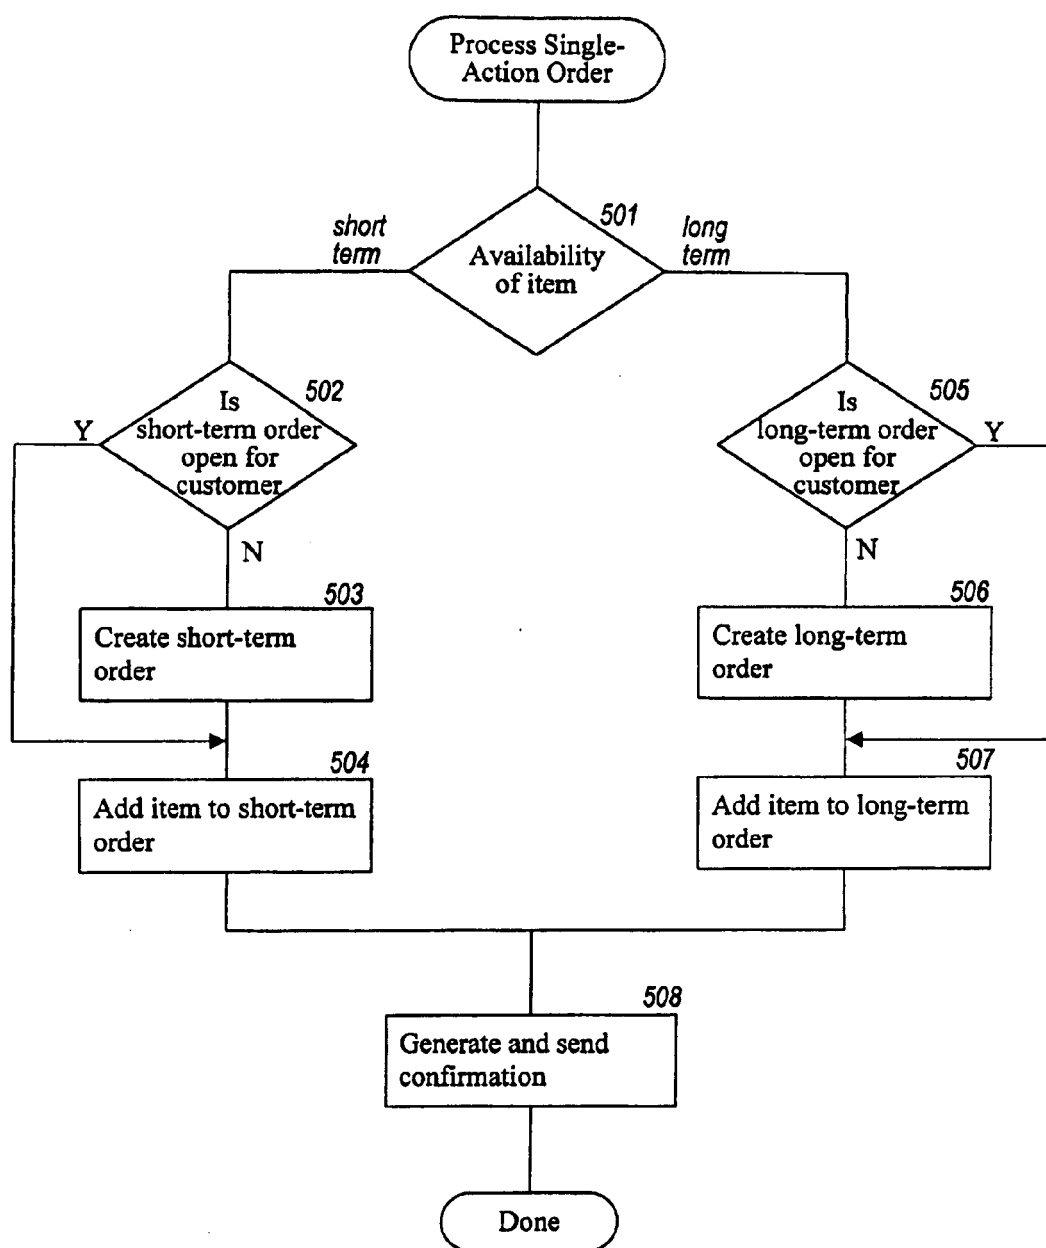 Process Single-
Action Order
501
short
term
long
term
Availability
of item
502
Is
short-term order
open for
customer
Y
N
505
Is
long-term order
open for
customer
Y
N
503
Create short-term
order
506
Create long-term
order
504
Add item to short-term
order
507
Add item to long-term
order
508
Generate and send
confirmation
Done